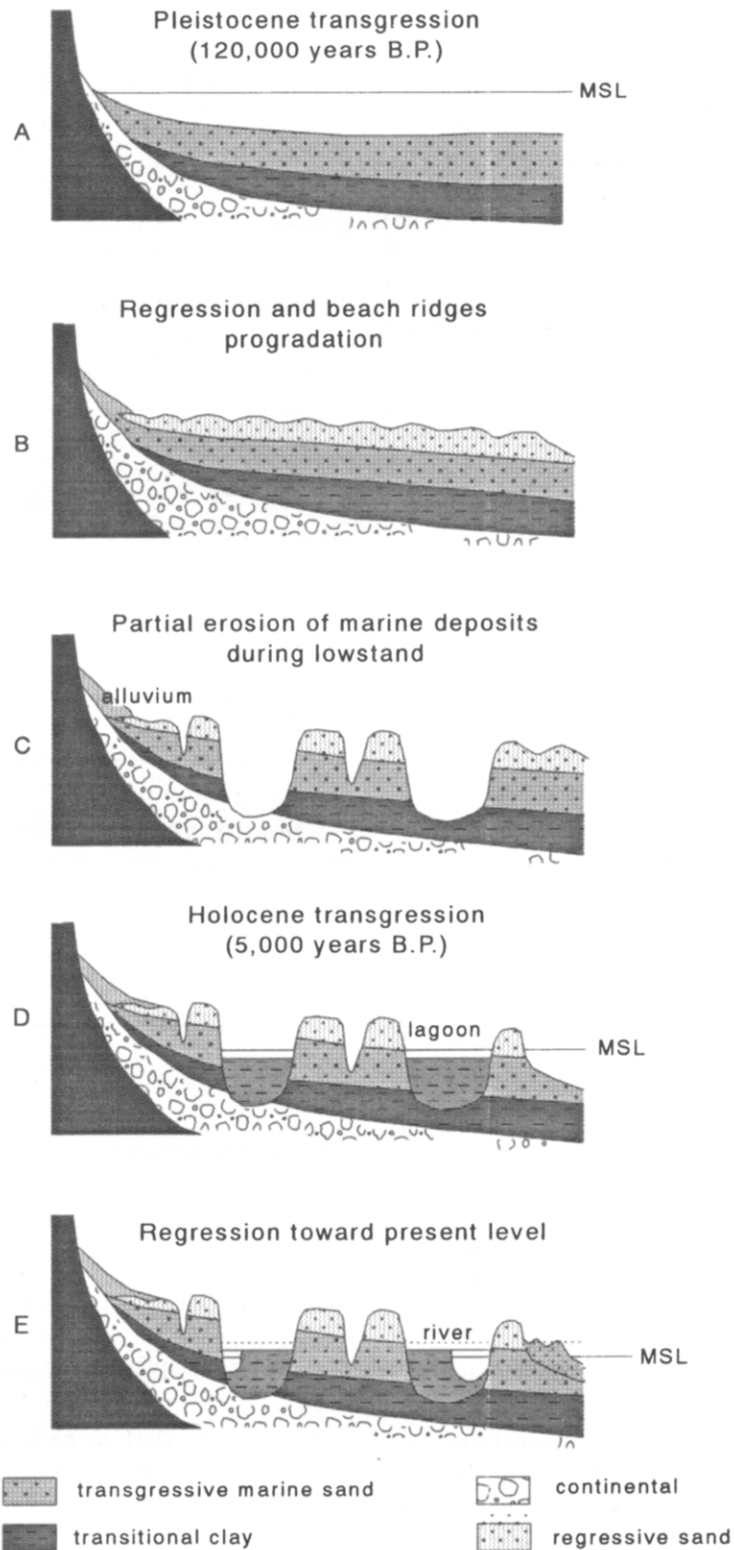 Pleistocene transgression
(120,000 years B.P.)
MSL
A
Regression and beach ridges
progradation
B
Partial erosion of marine deposits
during lowstand
alluvium
C
Holocene transgression
(5,000 years B.P.)
D
lagoon
MSL
Regression toward present level
E
river
MSL
transgressive marine sand
continental
transitional clay
regressive sand